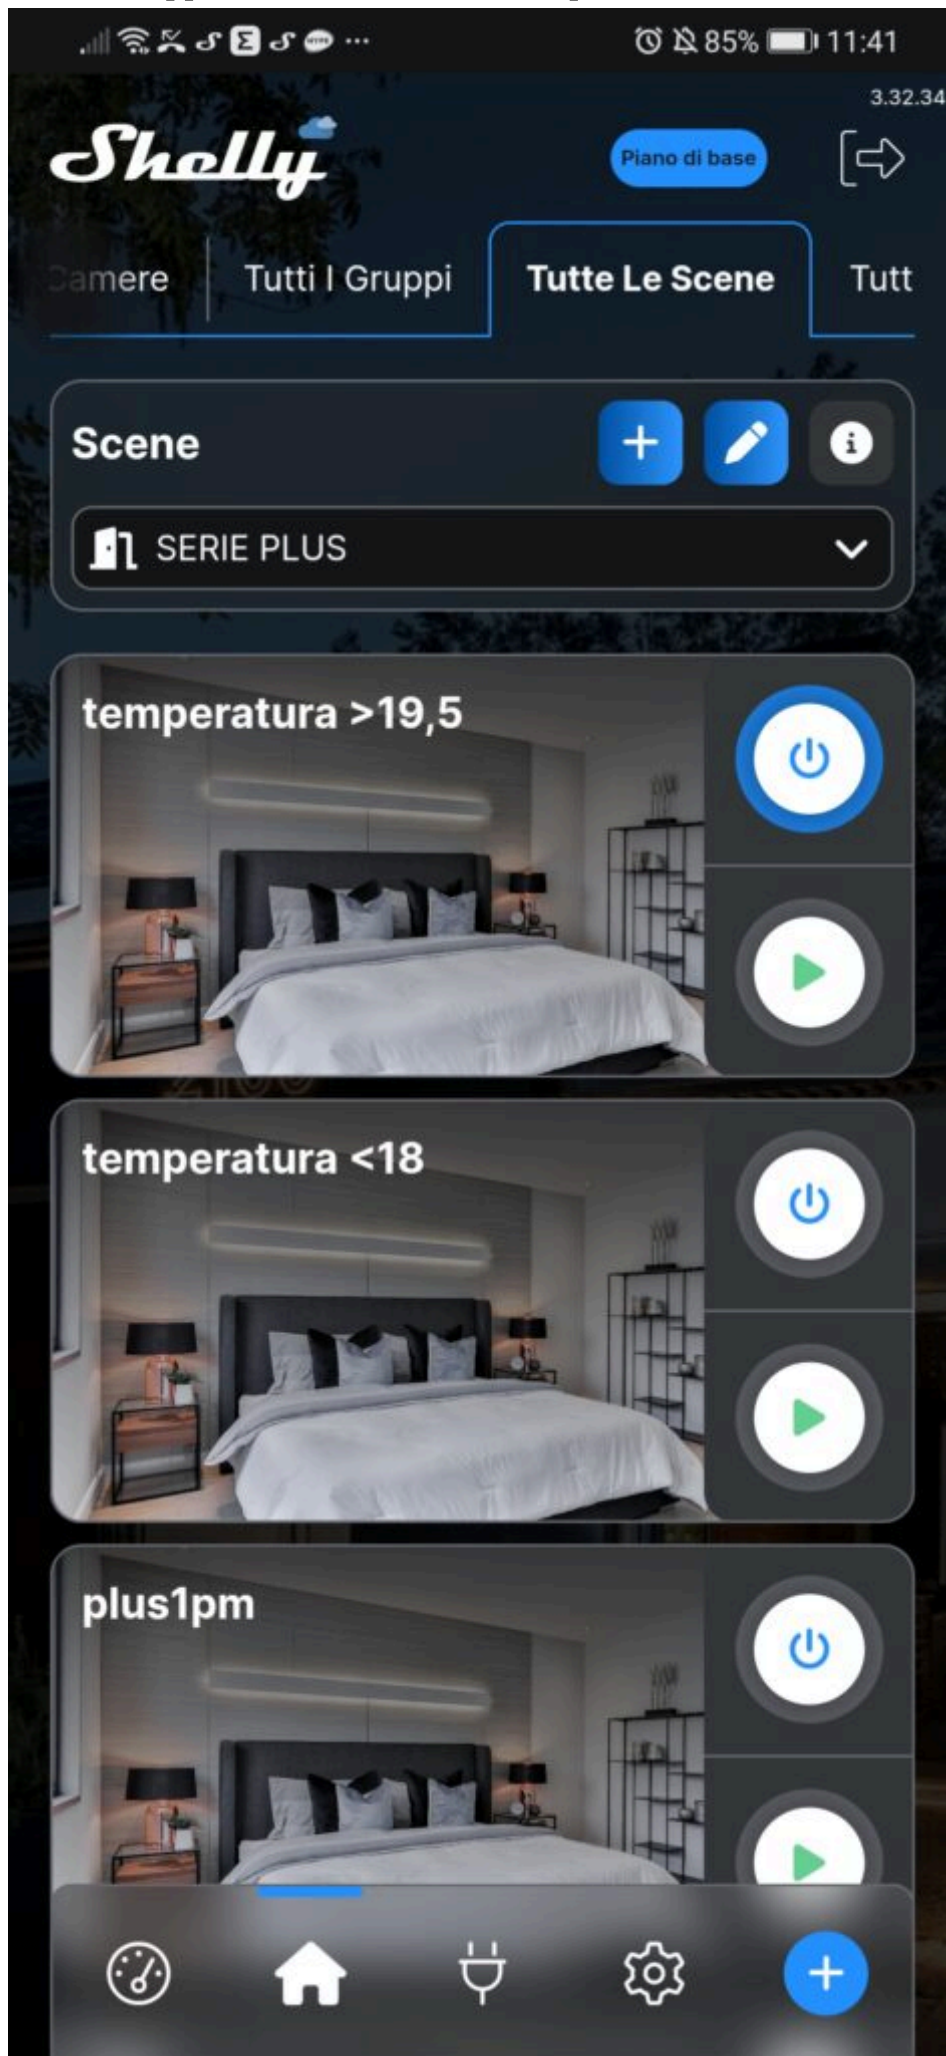 85% 11:41
3.32.34
Shelly
Piano di base
Camere Tutti I Gruppi Tutte Le Scene Tutt
Scene
SERIE PLUS
temperatura >19,5
temperatura <18
plus1pm